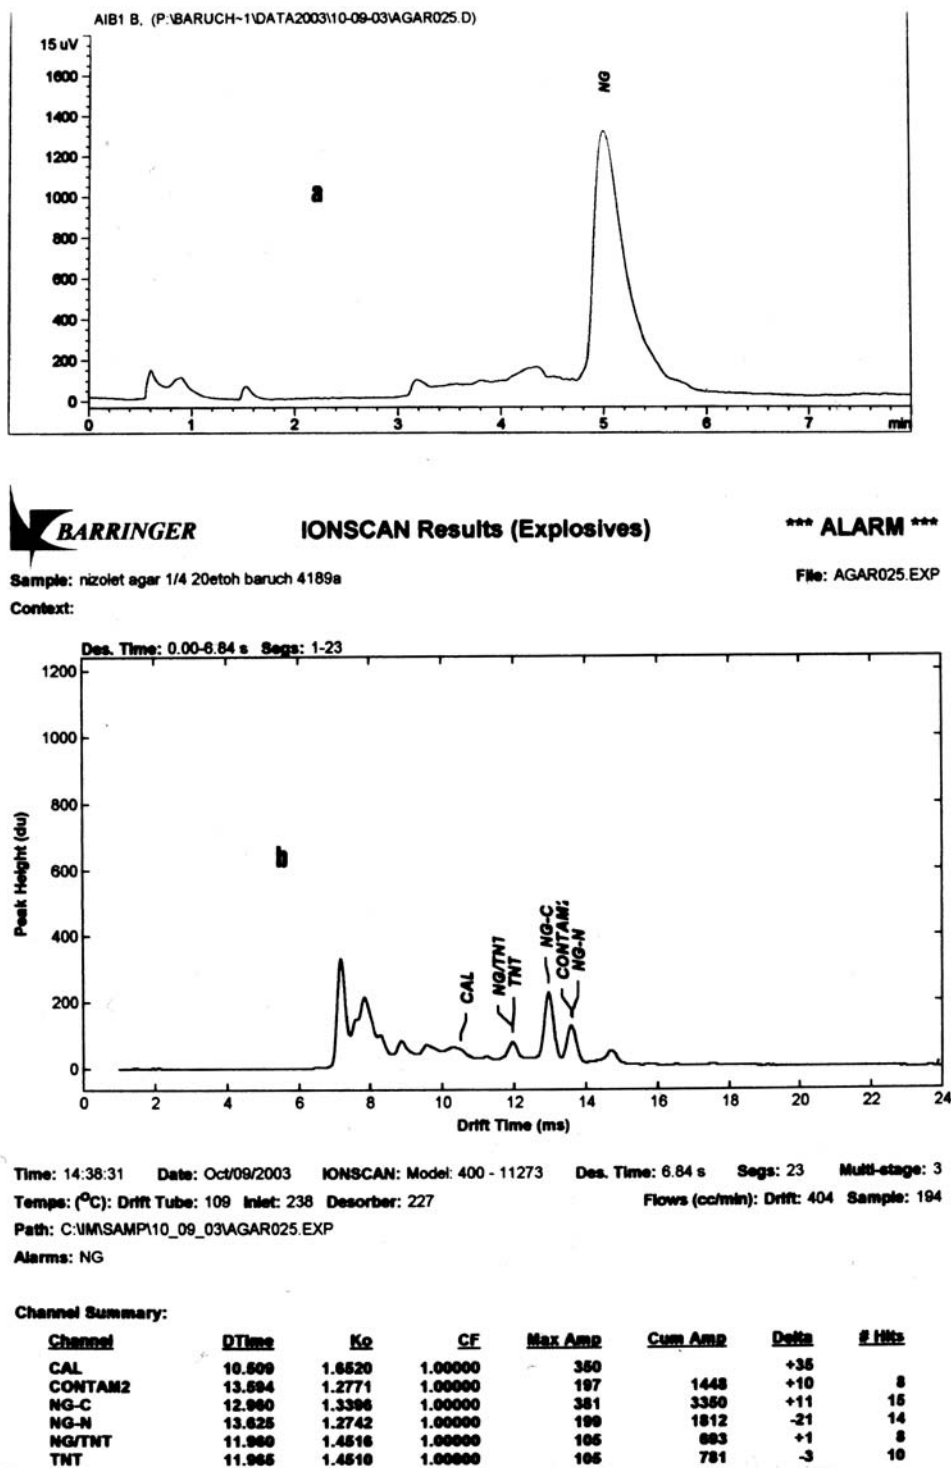 AIB1 B, (P:\BARUCH~1\DATA2003\10-09-03\AGAR025.D)
15 uV
1600
1400
1200
1000
800
600
400
200
0
NG
a
0 1 2 3 4 5 6 7 min
BARRINGER
IONSCAN Results (Explosives)
*** ALARM ***
Sample: nizolet agar 1/4 20etoh baruch 4189a
File: AGAR025.EXP
Context:
Des. Time: 0.00-6.84 s Segs: 1-23
1200
1000
800
600
400
200
0
Peak Height (du)
b
CAL
NG/TNT
TNT
NG-C
CONTAM2
NG-N
0 2 4 6 8 10 12 14 16 18 20 22 24
Drift Time (ms)
Time: 14:38:31 Date: Oct/09/2003 IONSCAN: Model: 400 - 11273 Des. Time: 6.84 s Segs: 23 Multi-stage: 3
Temps: (°C): Drift Tube: 109 Inlet: 238 Desorber: 227 Flows (cc/min): Drift: 404 Sample: 194
Path: C:\IM\SAMP\10_09_03\AGAR025.EXP
Alarms: NG
Channel Summary:
Channel DTime Ko CF Max Amp Cum Amp Delta # Hits
CAL 10.509 1.6520 1.00000 350 +35
CONTAM2 13.594 1.2771 1.00000 197 1448 +10 8
NG-C 12.960 1.3396 1.00000 381 3350 +11 15
NG-N 13.625 1.2742 1.00000 199 1812 -21 14
NG/TNT 11.960 1.4516 1.00000 105 693 +1 8
TNT 11.965 1.4510 1.00000 105 781 -3 10